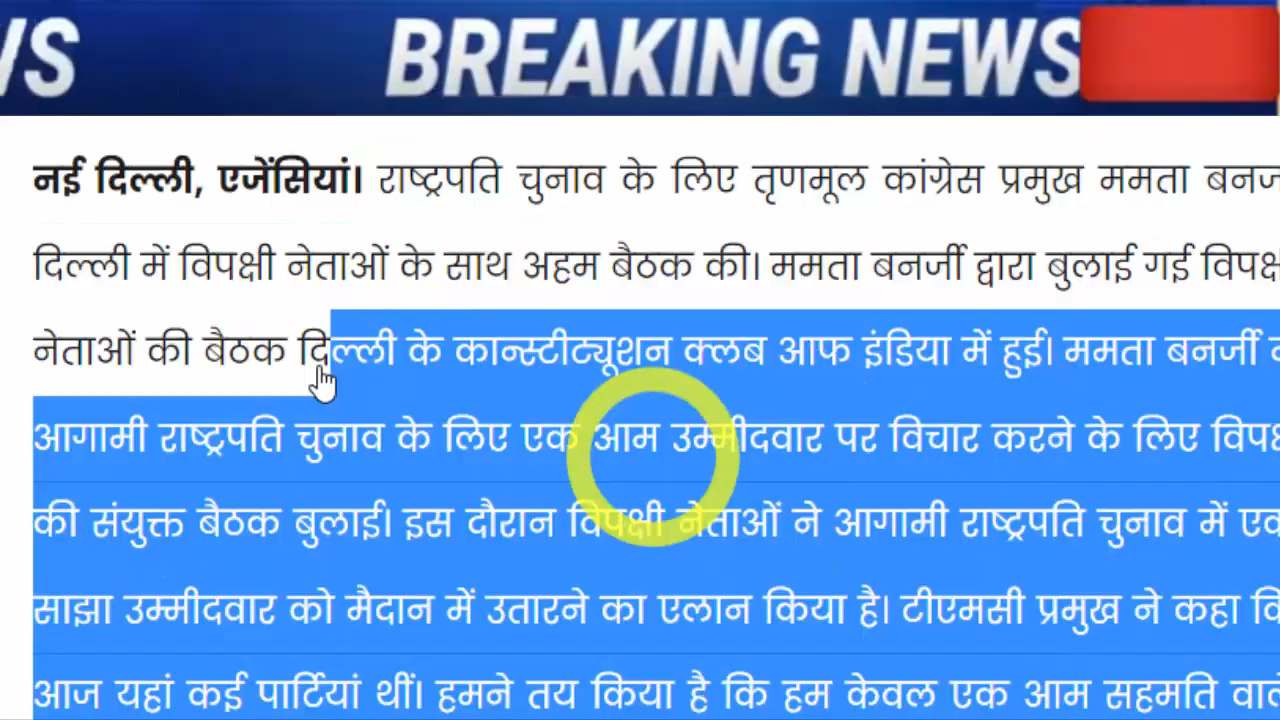 BREAKING NEWS
नई दिल्ली, एजेंसियां। राष्ट्रपति चुनाव के लिए तृणमूल कांग्रेस प्रमुख ममता
दिल्ली में विपक्षी नेताओं के साथ अहम बैठक की। ममता बनर्जी द्वारा बुलाई गई
नेताओं की बैठक दिल्ली के कान्स्टीट्यूशन क्लब आफ इंडिया में हुई। ममता बनर्जी
आगामी राष्ट्रपति चुनाव के लिए एक आम उम्मीदवार पर विचार करने के लिए
की संयुक्त बैठक बुलाई। इस दौरान विपक्षी नेताओं ने आगामी राष्ट्रपति चुनाव में
साझा उम्मीदवार को मैदान में उतारने का एलान किया है। टीएमसी प्रमुख ने कहा
आज यहां कई पार्टियां थीं। हमने तय किया है कि हम केवल एक आम सहमति